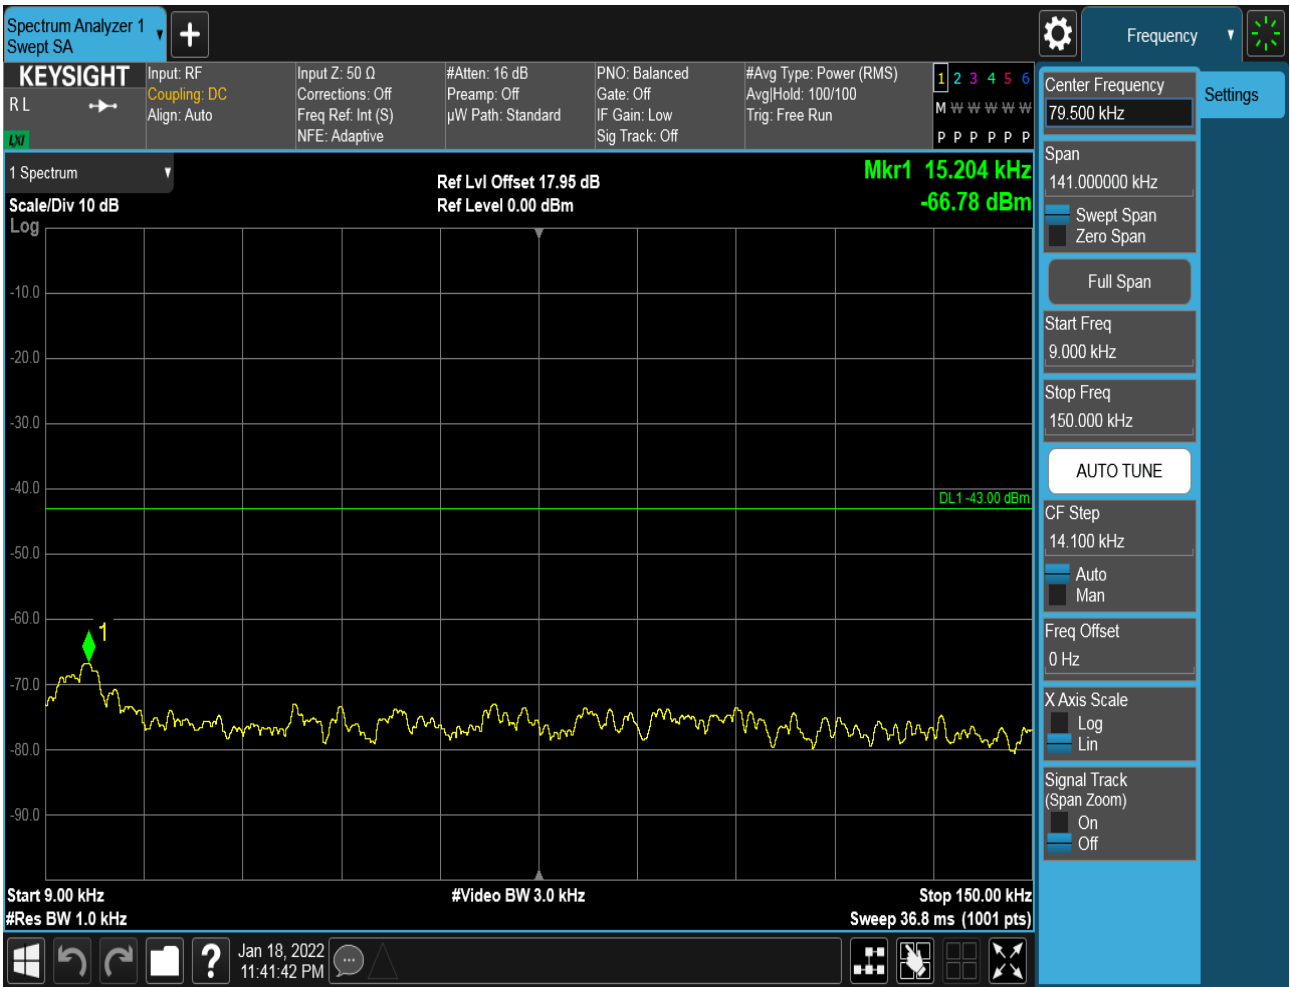 Spectrum Analyzer 1
Swept SA
Frequency
KEYSIGHT
R L
LXI
Input: RF
Coupling: DC
Align: Auto
Input Z: 50 Ω
Corrections: Off
Freq Ref: Int (S)
NFE: Adaptive
#Atten: 16 dB
Preamp: Off
µW Path: Standard
PNO: Balanced
Gate: Off
IF Gain: Low
Sig Track: Off
#Avg Type: Power (RMS)
Avg|Hold: 100/100
Trig: Free Run
1 2 3 4 5 6
M W W W W W
P P P P P P
1 Spectrum
Scale/Div 10 dB
Log
Ref Lvl Offset 17.95 dB
Ref Level 0.00 dBm
Mkr1 15.204 kHz
-66.78 dBm
-10.0
-20.0
-30.0
-40.0
DL1 -43.00 dBm
-50.0
-60.0
1
-70.0
-80.0
-90.0
Start 9.00 kHz
#Res BW 1.0 kHz
#Video BW 3.0 kHz
Stop 150.00 kHz
Sweep 36.8 ms (1001 pts)
?
Jan 18, 2022
11:41:42 PM
Center Frequency
79.500 kHz
Settings
Span
141.000000 kHz
Swept Span
Zero Span
Full Span
Start Freq
9.000 kHz
Stop Freq
150.000 kHz
AUTO TUNE
CF Step
14.100 kHz
Auto
Man
Freq Offset
0 Hz
X Axis Scale
Log
Lin
Signal Track
(Span Zoom)
On
Off